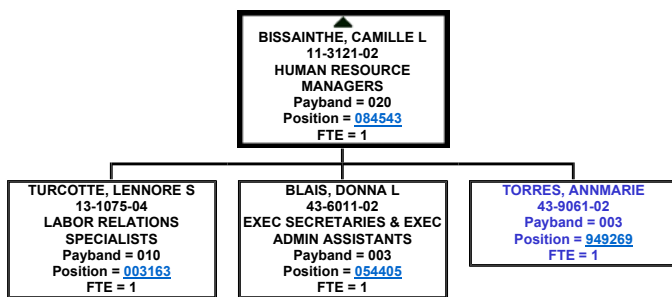 BISSAINTHE, CAMILLE L
11-3121-02
HUMAN RESOURCE
MANAGERS
Payband = 020
Position = 084543
FTE = 1
TURCOTTE, LENNORE S
13-1075-04
LABOR RELATIONS
SPECIALISTS
Payband = 010
Position = 003163
FTE = 1
BLAIS, DONNA L
43-6011-02
EXEC SECRETARIES & EXEC
ADMIN ASSISTANTS
Payband = 003
Position = 054405
FTE = 1
TORRES, ANNMARIE
43-9061-02
Payband = 003
Position = 949269
FTE = 1